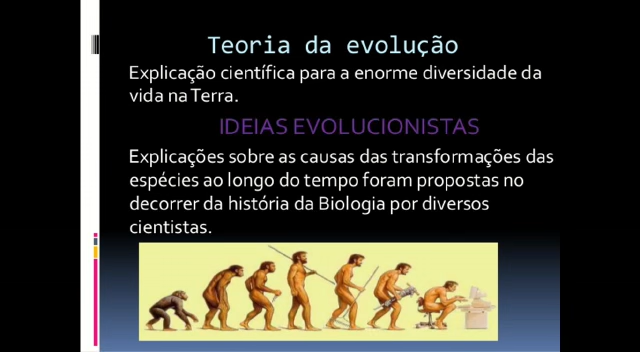 Teoria da evolução
Explicação científica para a enorme diversidade da
vida na Terra.
IDEIAS EVOLUCIONISTAS
Explicações sobre as causas das transformações das
espécies ao longo do tempo foram propostas no
decorrer da história da Biologia por diversos
cientistas.